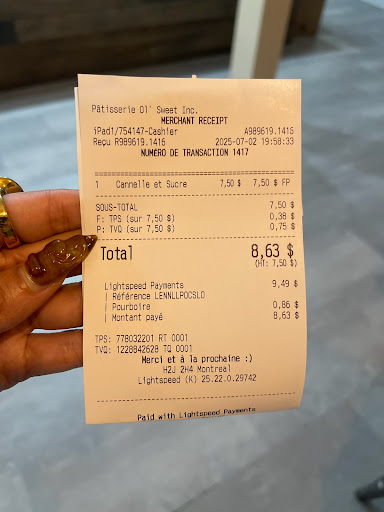 Pâtisserie Ol' Sweet Inc.
MERCHANT RECEIPT
iPad1/754147-Cashier A989619.1415
Reçu R989619.1416 2025-07-02 19:58:33
NUMÉRO DE TRANSACTION 1417
1 Cannelle et Sucre 7,50 $ 7,50 $ FP
SOUS-TOTAL 7,50 $
F: TPS (sur 7,50 $) 0,38 $
P: TVQ (sur 7,50 $) 0,75 $
Total 8,63 $
(HT: 7,50 $)
Lightspeed Payments 9,49 $
| Référence LENNLLPOCSLO
| Pourboire 0,86 $
| Montant payé 8,63 $
TPS: 778032201 RT 0001
TVQ: 1228842628 TQ 0001
Merci et à la prochaine :)
H2J 2H4 Montreal
Lightspeed (K) 25.22.0.29742
Paid with Lightspeed Payments